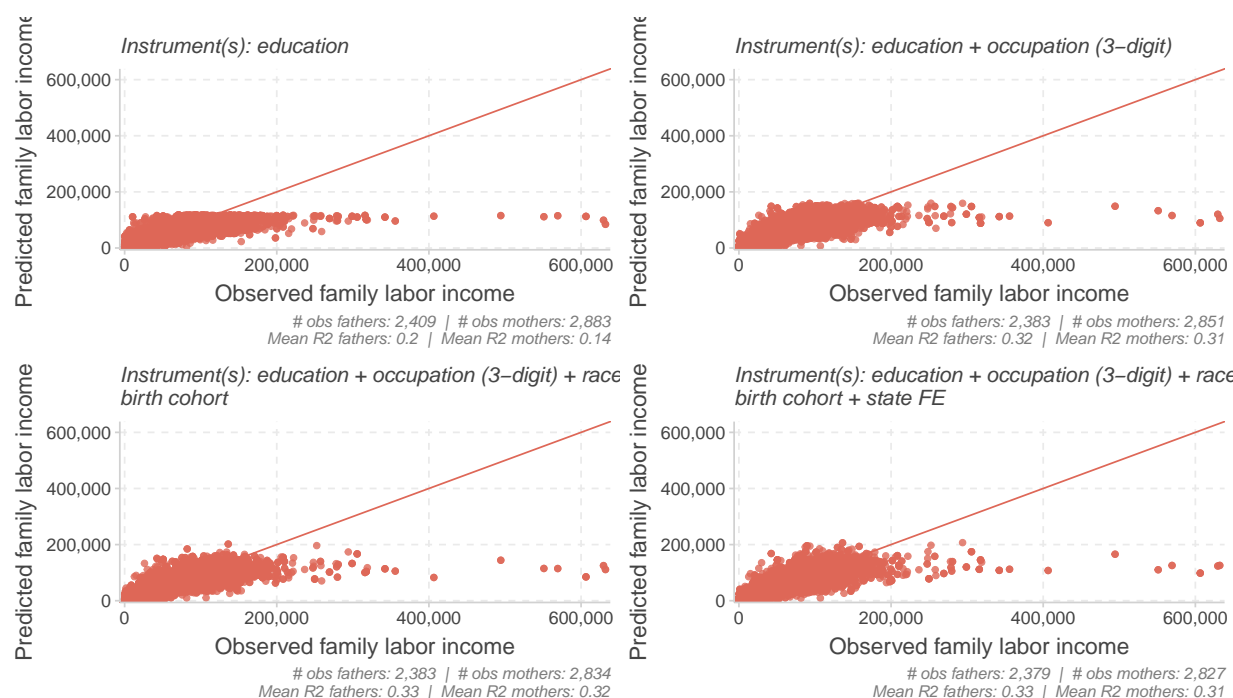 Instrument(s): education
Predicted family labor income
600,000
400,000
200,000
0
0 200,000 400,000 600,000
Observed family labor income
# obs fathers: 2,409 | # obs mothers: 2,883
Mean R2 fathers: 0.2 | Mean R2 mothers: 0.14
Instrument(s): education + occupation (3−digit)
Predicted family labor income
600,000
400,000
200,000
0
0 200,000 400,000 600,000
Observed family labor income
# obs fathers: 2,383 | # obs mothers: 2,851
Mean R2 fathers: 0.32 | Mean R2 mothers: 0.31
Instrument(s): education + occupation (3−digit) + race
birth cohort
Predicted family labor income
600,000
400,000
200,000
0
0 200,000 400,000 600,000
Observed family labor income
# obs fathers: 2,383 | # obs mothers: 2,834
Mean R2 fathers: 0.33 | Mean R2 mothers: 0.32
Instrument(s): education + occupation (3−digit) + race
birth cohort + state FE
Predicted family labor income
600,000
400,000
200,000
0
0 200,000 400,000 600,000
Observed family labor income
# obs fathers: 2,379 | # obs mothers: 2,827
Mean R2 fathers: 0.33 | Mean R2 mothers: 0.31